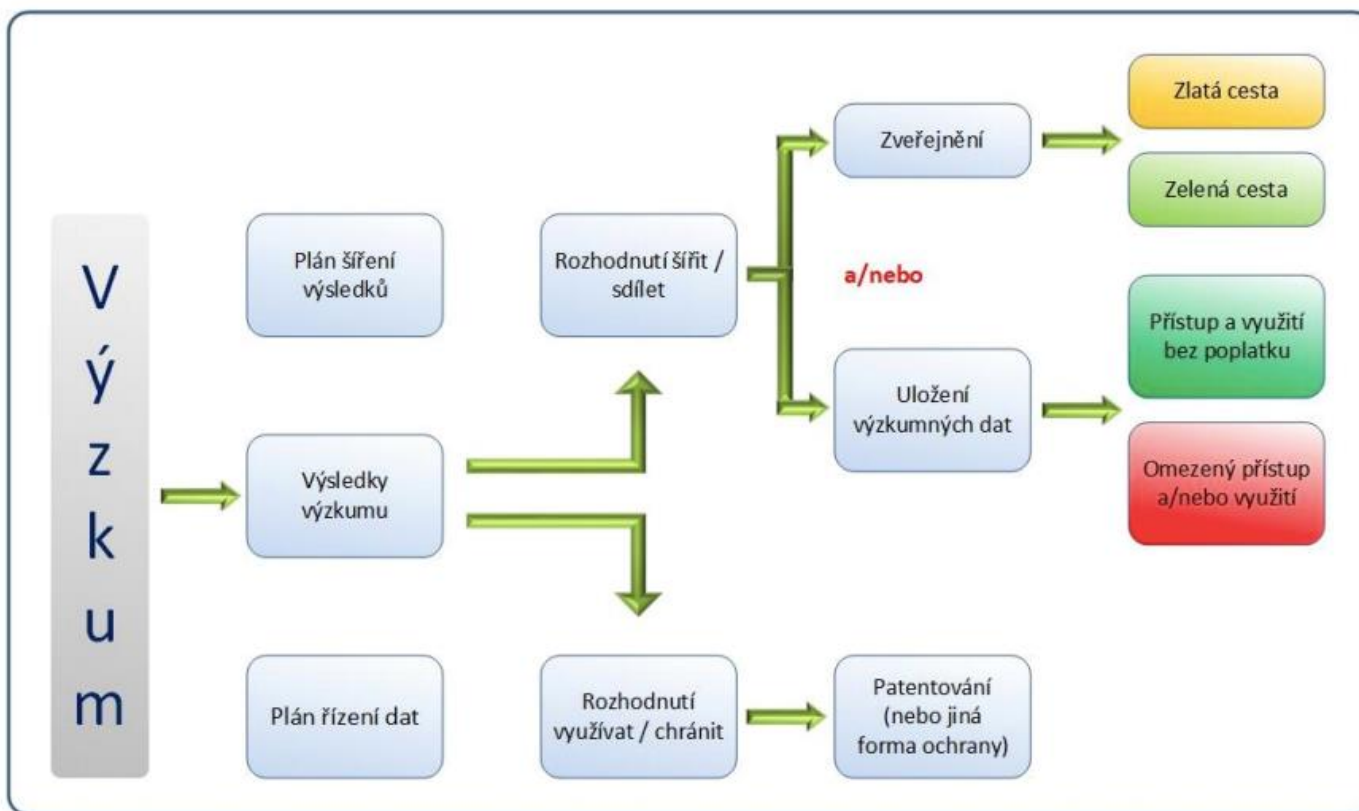 Výzkum
Plán šíření
výsledků
Výsledky
výzkumu
Plán řízení dat
Rozhodnutí šířit /
sdílet
Rozhodnutí
využívat / chránit
Zveřejnění
a/nebo
Uložení
výzkumných dat
Patentování
(nebo jiná
forma ochrany)
Zlatá cesta
Zelená cesta
Přístup a využití
bez poplatku
Omezený přístup
a/nebo využití